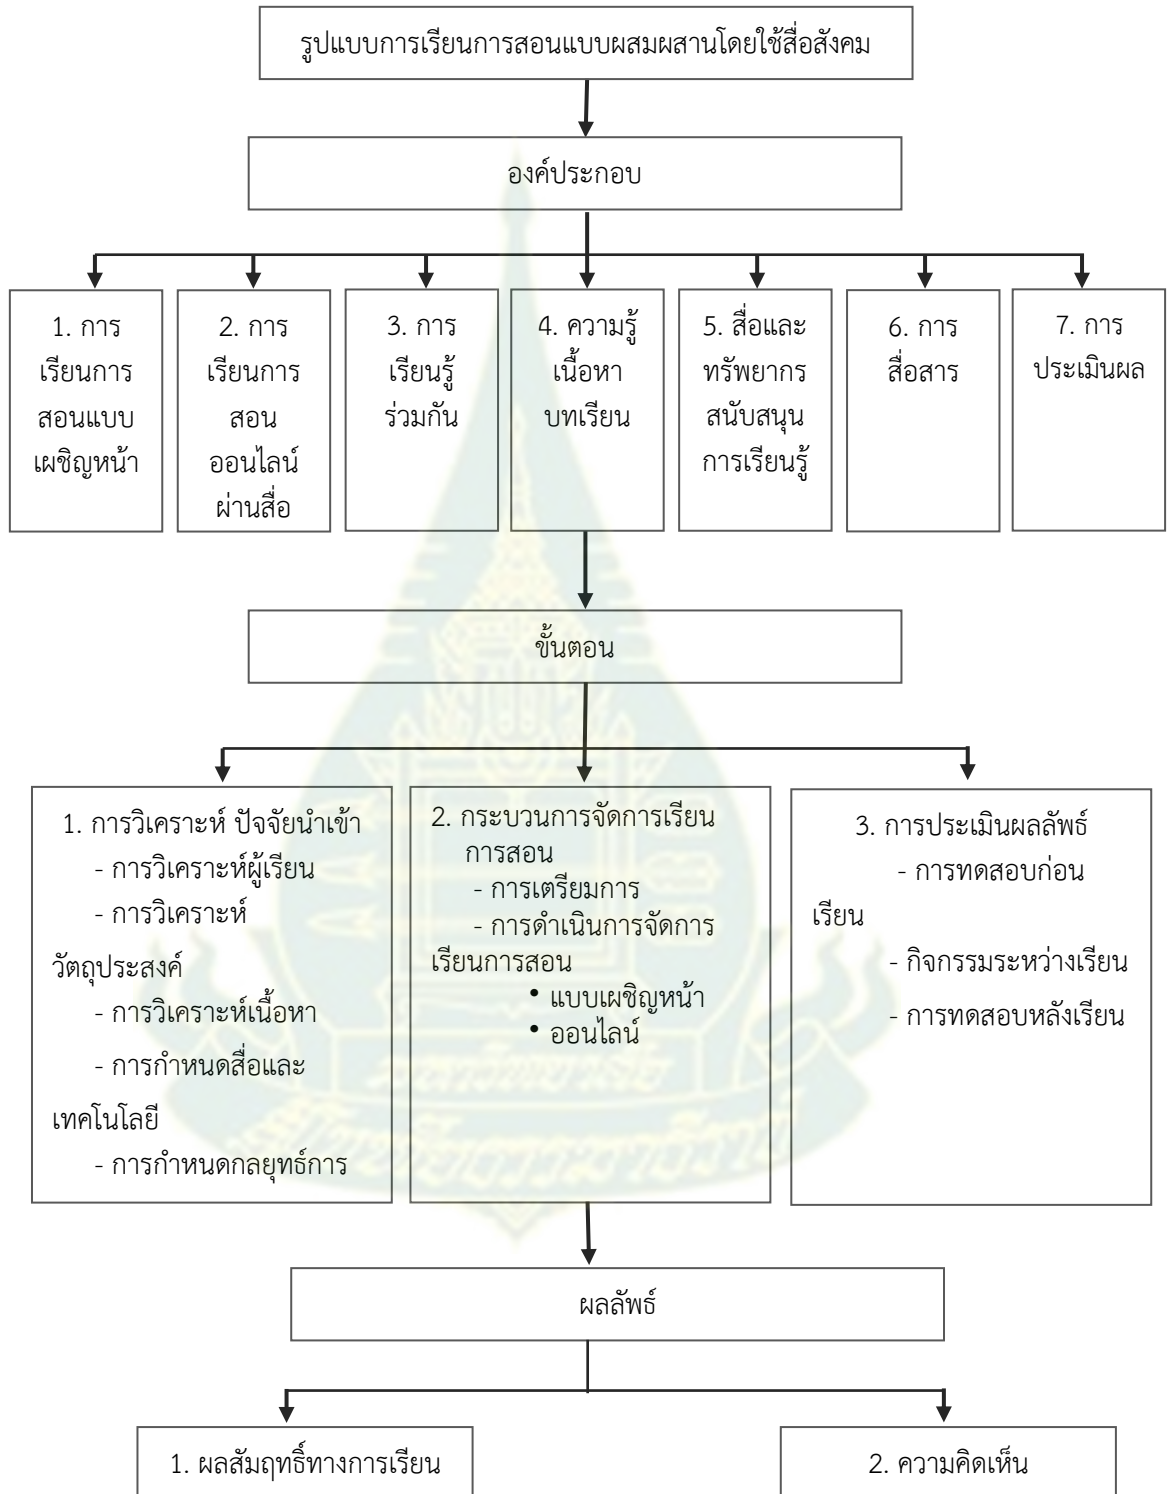 รูปแบบการเรียนการสอนแบบผสมผสานโดยใช้สื่อสังคม
องค์ประกอบ
1. การ
เรียนการ
สอนแบบ
เผชิญหน้า
2. การ
เรียนการ
สอน
ออนไลน์
ผ่านสื่อ
3. การ
เรียนรู้
ร่วมกัน
4. ความรู้
เนื้อหา
บทเรียน
5. สื่อและ
ทรัพยากร
สนับสนุน
การเรียนรู้
6. การ
สื่อสาร
7. การ
ประเมินผล
ขั้นตอน
1. การวิเคราะห์ ปัจจัยนำเข้า
- การวิเคราะห์ผู้เรียน
- การวิเคราะห์
วัตถุประสงค์
- การวิเคราะห์เนื้อหา
- การกำหนดสื่อและ
เทคโนโลยี
- การกำหนดกลยุทธ์การ
2. กระบวนการจัดการเรียน
การสอน
- การเตรียมการ
- การดำเนินการจัดการ
เรียนการสอน
• แบบเผชิญหน้า
• ออนไลน์
3. การประเมินผลลัพธ์
- การทดสอบก่อน
เรียน
- กิจกรรมระหว่างเรียน
- การทดสอบหลังเรียน
ผลลัพธ์
1. ผลสัมฤทธิ์ทางการเรียน
2. ความคิดเห็น